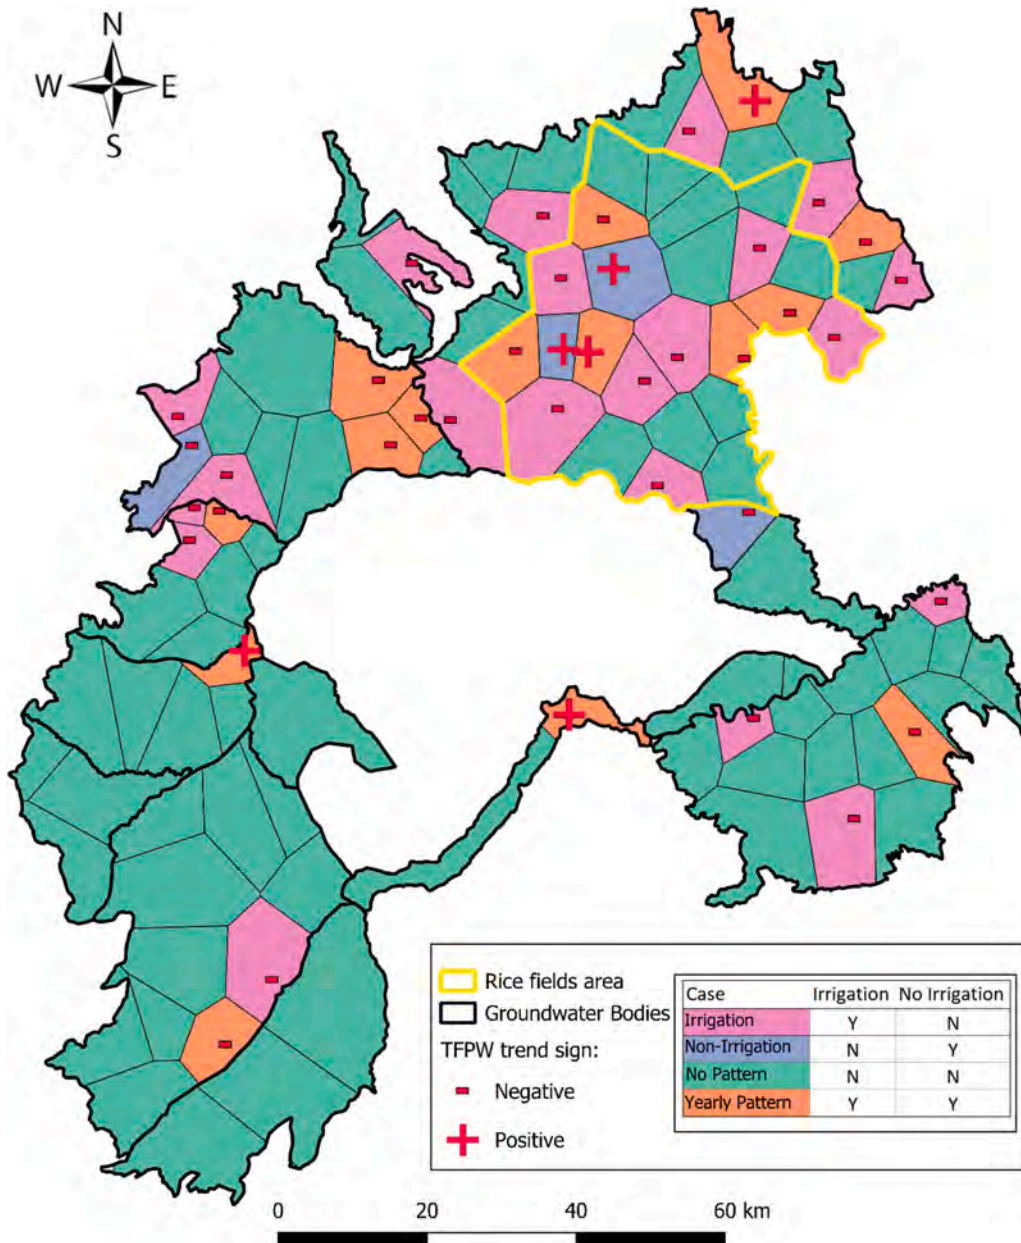 N
W E
S
Rice fields area
Groundwater Bodies
TFPW trend sign:
Negative
Positive
Case Irrigation No Irrigation
Irrigation Y N
Non-Irrigation N Y
No Pattern N N
Yearly Pattern Y Y
0 20 40 60 km